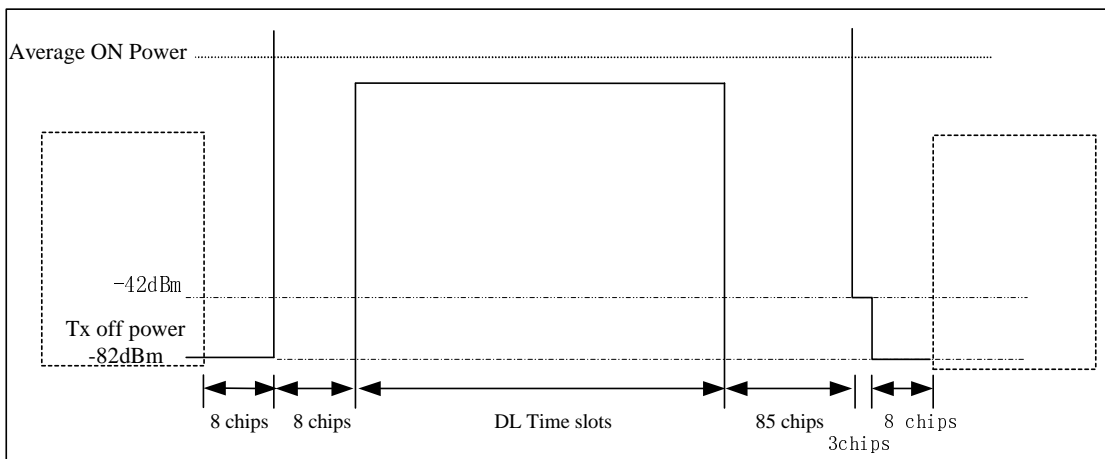 Average ON Power
-42dBm
Tx off power
-82dBm
8 chips
8 chips
DL Time slots
85 chips
3chips
8 chips